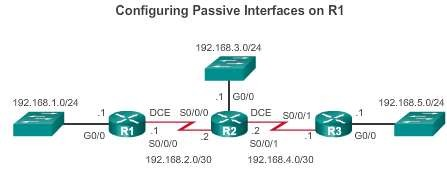 Configuring Passive Interfaces on R1
192.168.3.0/24
.1
G0/0
192.168.1.0/24
192.168.5.0/24
.1
DCE
S0/0/0
DCE
S0/0/1
.1
R1
R2
R3
G0/0
.1
.2
.2
.1
G0/0
S0/0/0
S0/0/1
192.168.2.0/30
192.168.4.0/30